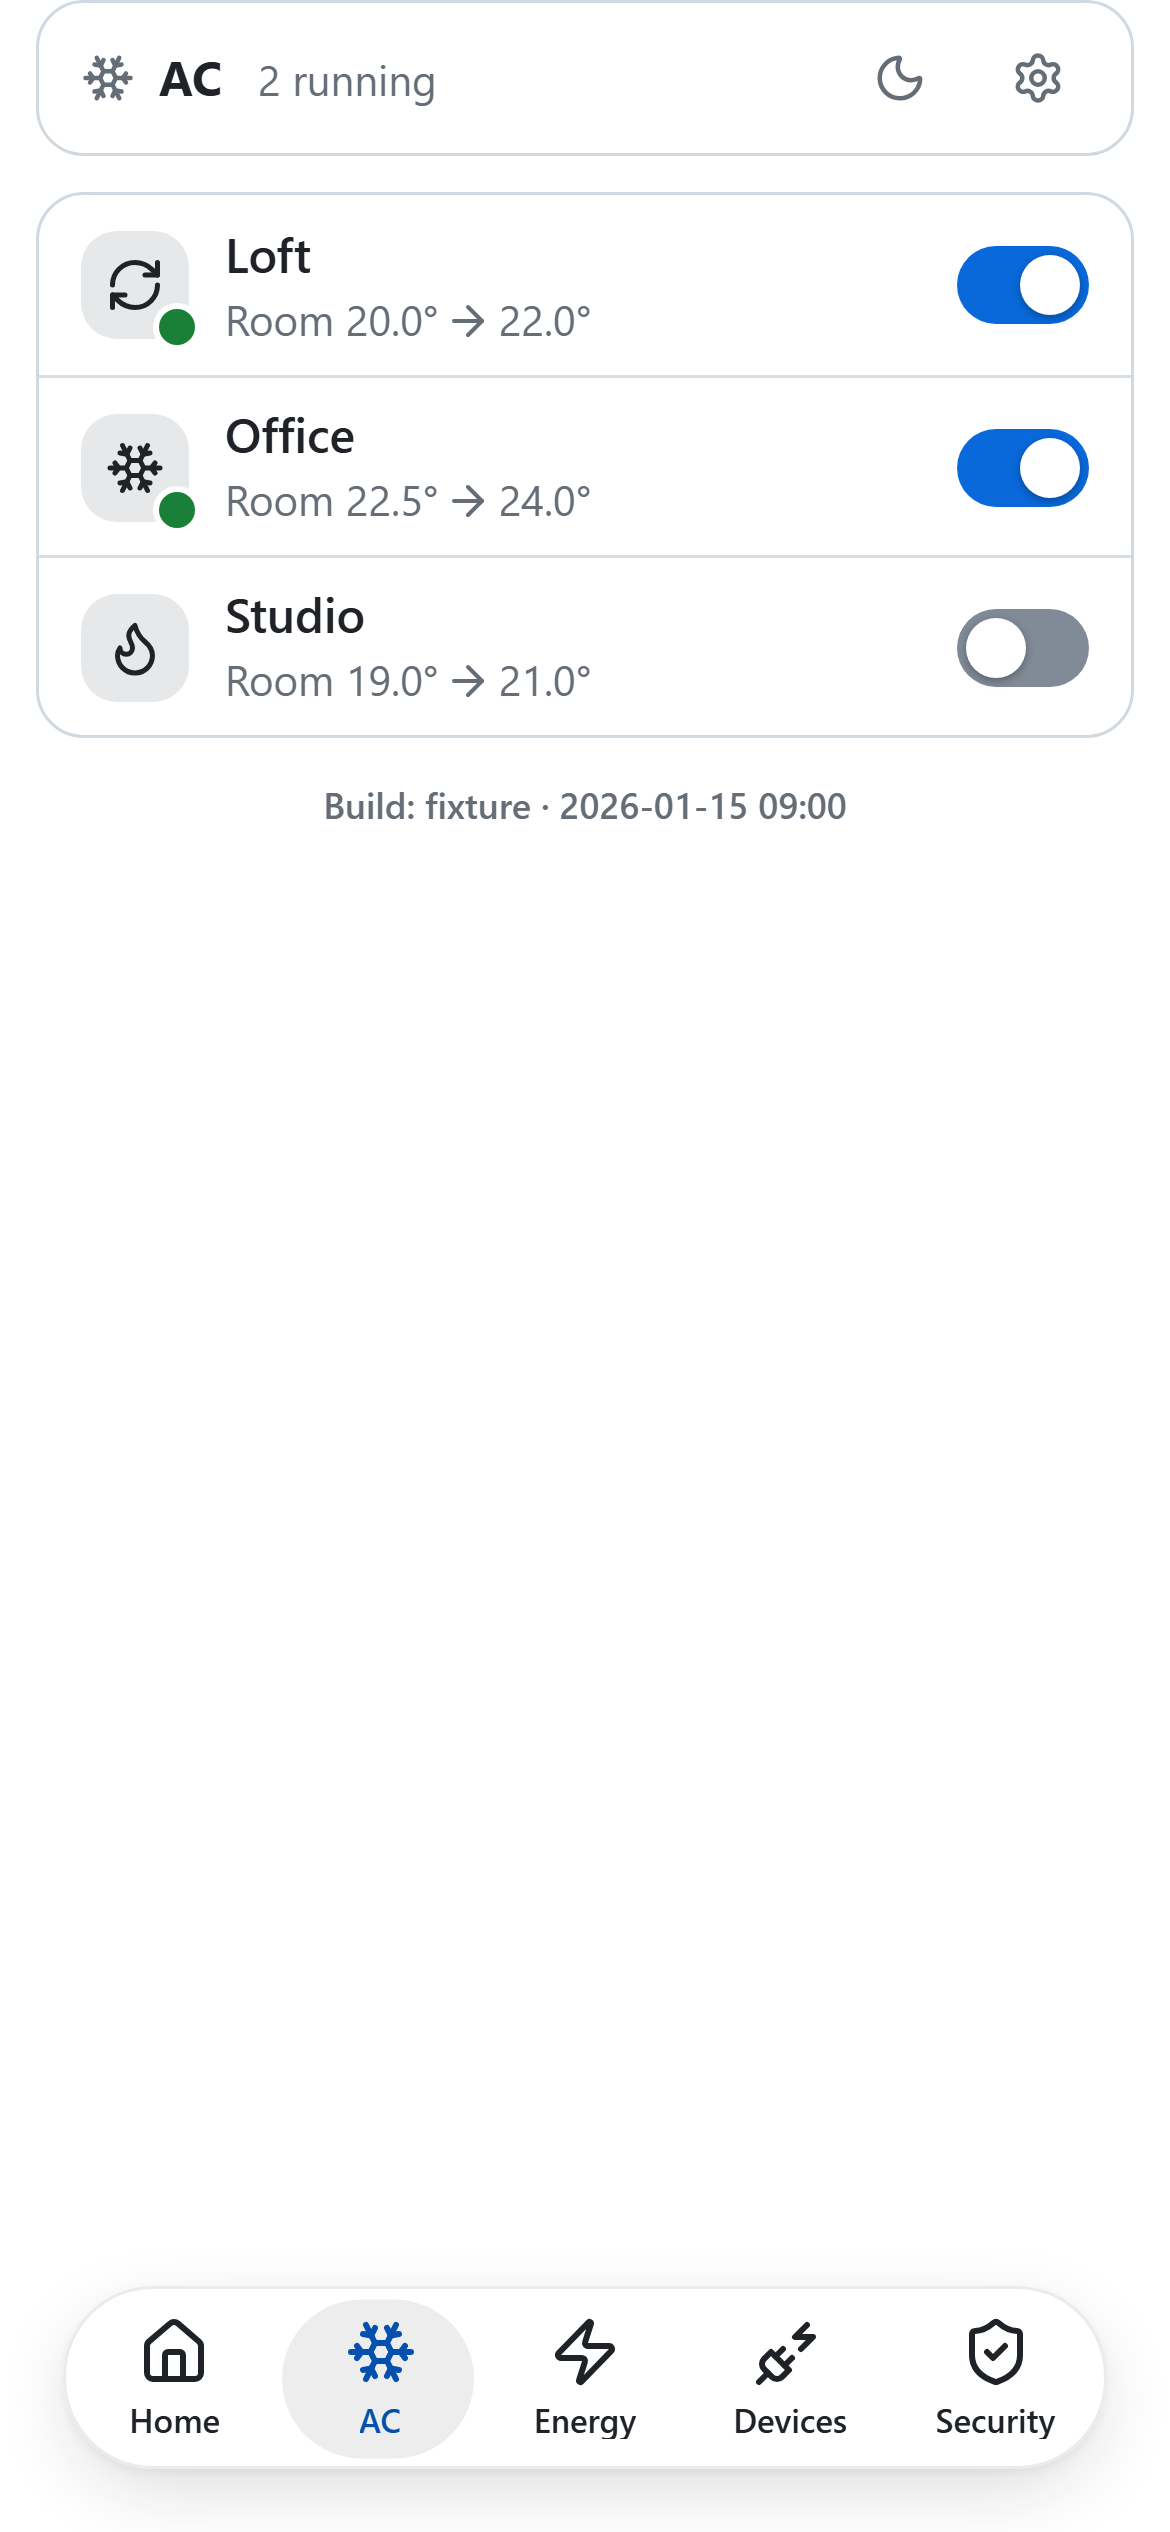 AC 2 running
Loft
Room 20.0° → 22.0°
Office
Room 22.5° → 24.0°
Studio
Room 19.0° → 21.0°
Build: fixture · 2026-01-15 09:00
Home AC Energy Devices Security